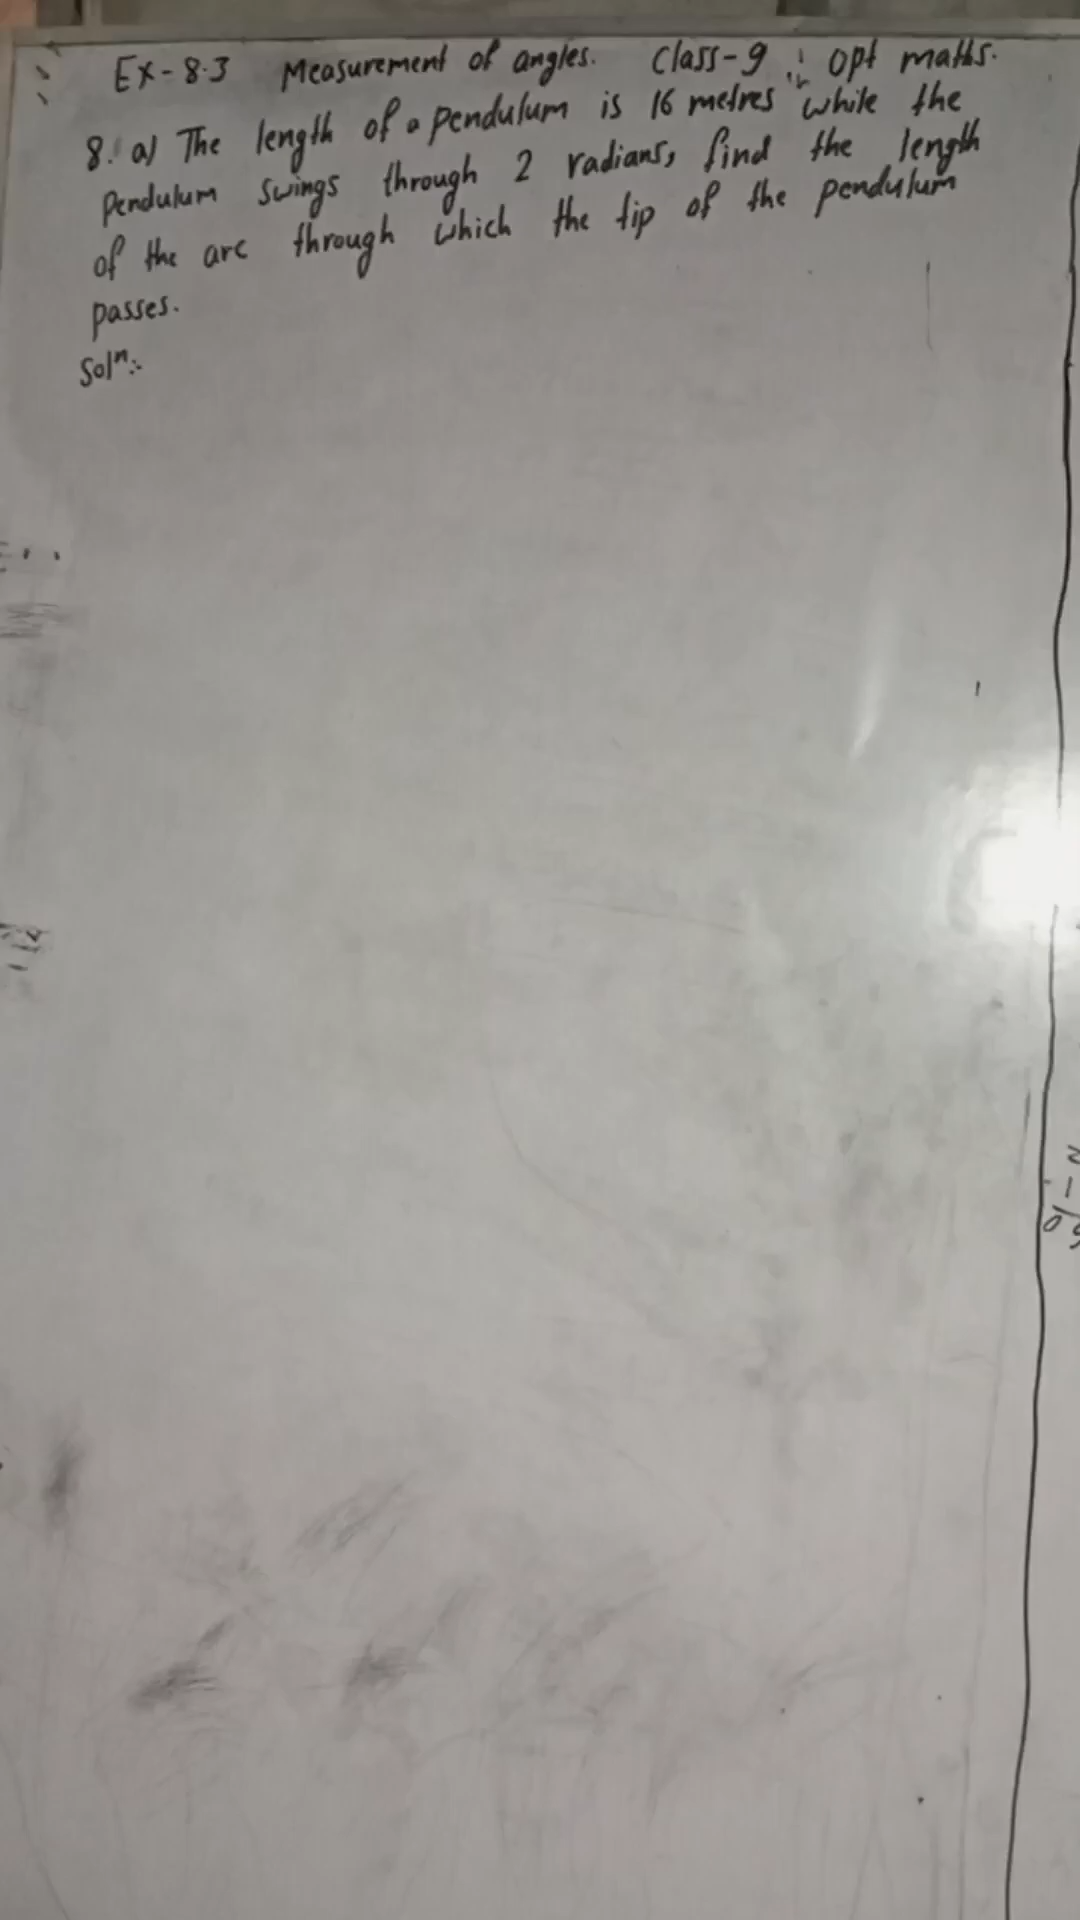 Ex-8.3 Measurement of angles. Class-9 opt maths.
8. a) The length of a pendulum is 16 metres while the
pendulum swings through 2 radians, find the length
of the arc through which the tip of the pendulum
passes.
Solⁿ: